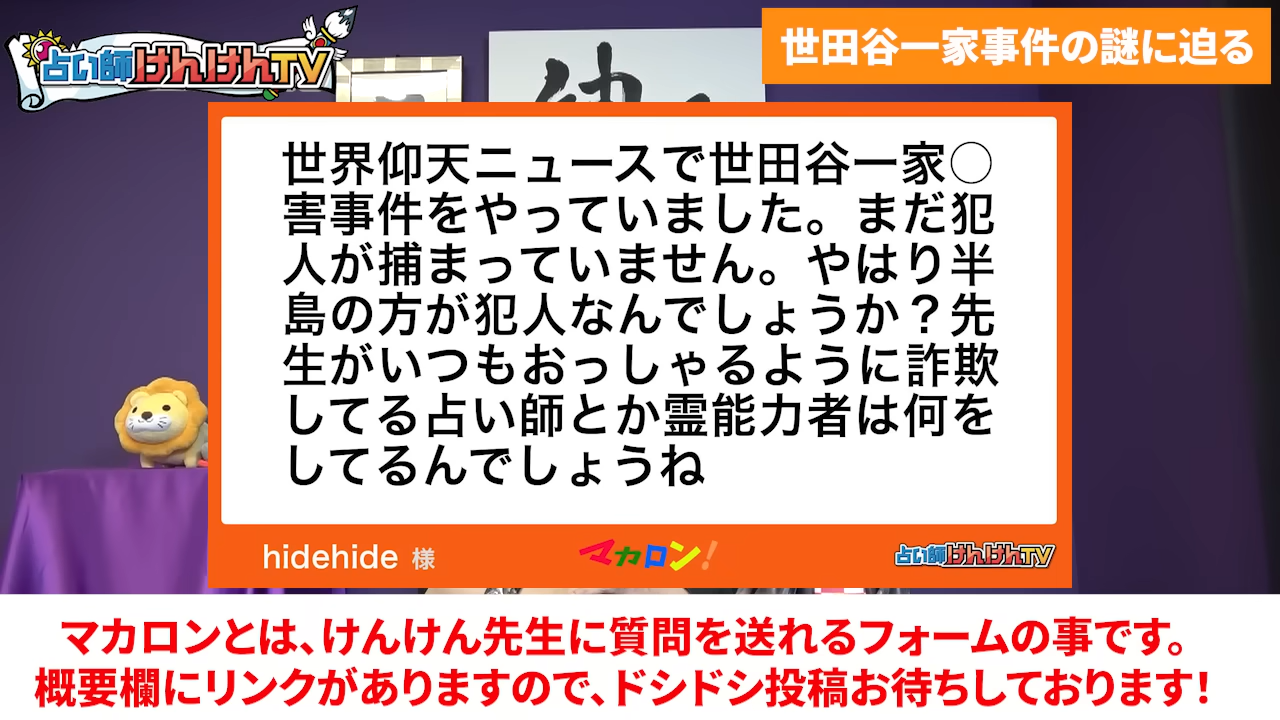 占い師けんけんTV
世田谷一家事件の謎に迫る
世界仰天ニュースで世田谷一家○
害事件をやっていました。まだ犯
人が捕まっていません。やはり半
島の方が犯人なんでしょうか？先
生がいつもおっしゃるように詐欺
してる占い師とか霊能力者は何を
してるんでしょうね
hidehide 様
マカロン!
占い師けんけんTV
マカロンとは、けんけん先生に質問を送れるフォームの事です。
概要欄にリンクがありますので、ドシドシ投稿お待ちしております!